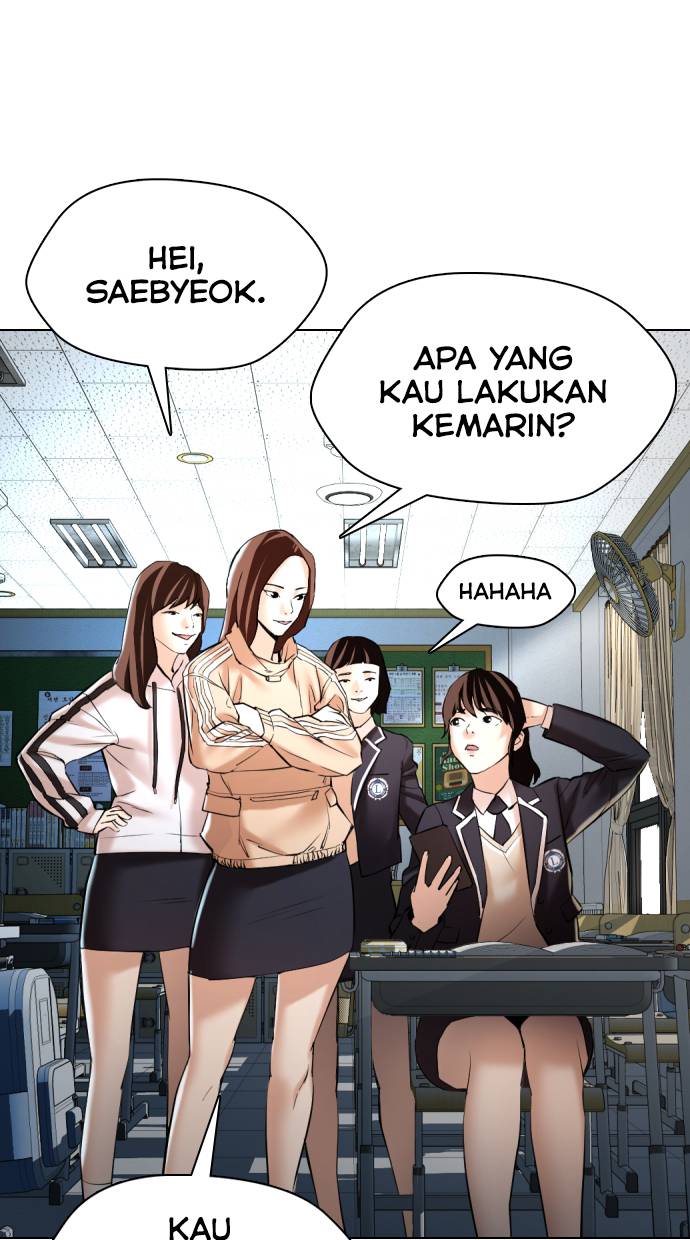 HEI,
SAEBYEOK.
APA YANG
KAU LAKUKAN
KEMARIN?
HAHAHA
KAU